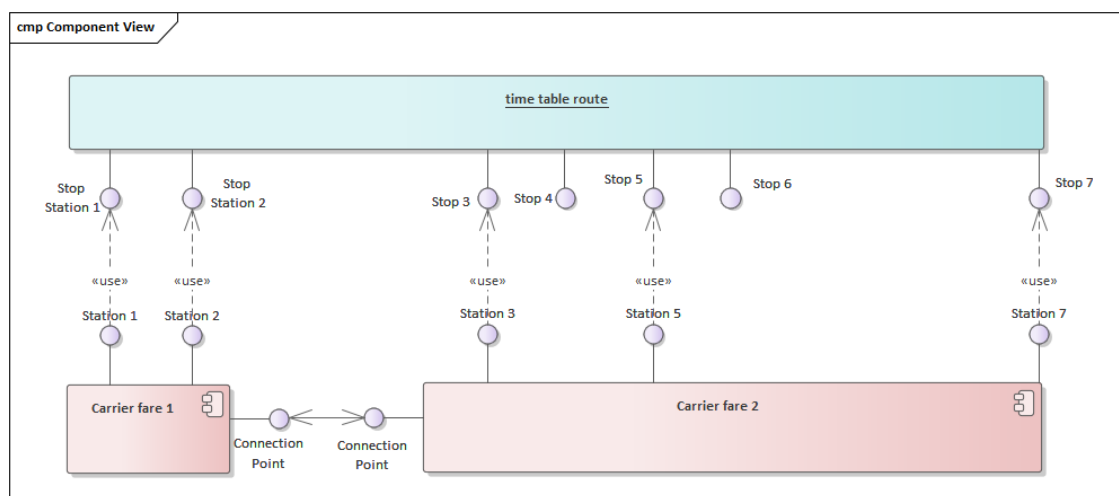 cmp Component View
time table route
Stop
Station 1
Stop
Station 2
Stop 3
Stop 4
Stop 5
Stop 6
Stop 7
«use»
«use»
«use»
«use»
«use»
Station 1
Station 2
Station 3
Station 5
Station 7
Carrier fare 1
Carrier fare 2
Connection
Point
Connection
Point